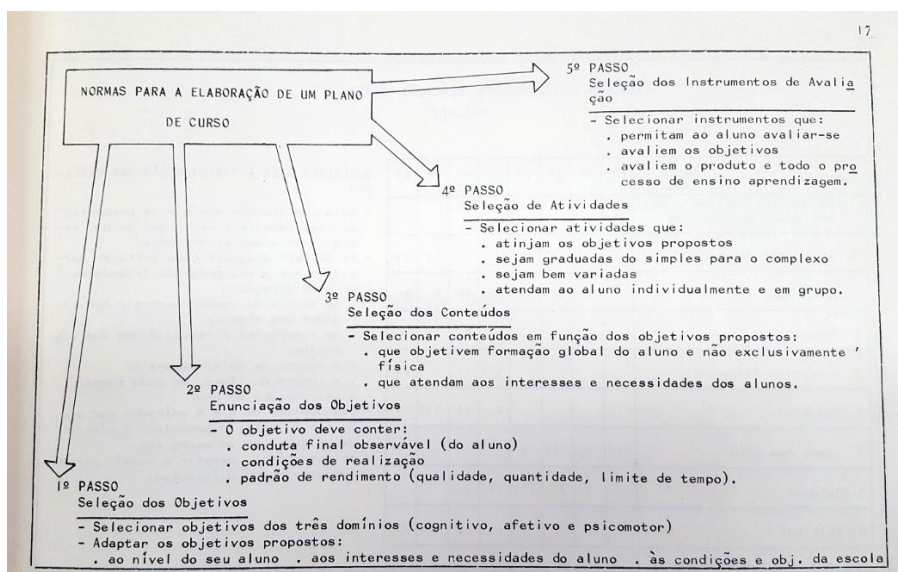 17
NORMAS PARA A ELABORAÇÃO DE UM PLANO
DE CURSO
5º PASSO
Seleção dos Instrumentos de Avalia
ção
- Selecionar instrumentos que:
. permitam ao aluno avaliar-se
. avaliem os objetivos
. avaliem o produto e todo o pro
cesso de ensino aprendizagem.
4º PASSO
Seleção de Atividades
- Selecionar atividades que:
. atinjam os objetivos propostos
. sejam graduadas do simples para o complexo
. sejam bem variadas
. atendam ao aluno individualmente e em grupo.
3º PASSO
Seleção dos Conteúdos
- Selecionar conteúdos em função dos objetivos propostos:
. que objetivem formação global do aluno e não exclusivamente '
física
. que atendam aos interesses e necessidades dos alunos.
2º PASSO
Enunciação dos Objetivos
- O objetivo deve conter:
. conduta final observável (do aluno)
. condições de realização
. padrão de rendimento (qualidade, quantidade, limite de tempo).
1º PASSO
Seleção dos Objetivos
- Selecionar objetivos dos três domínios (cognitivo, afetivo e psicomotor)
- Adaptar os objetivos propostos:
. ao nível do seu aluno . aos interesses e necessidades do aluno . às condições e obj. da escola